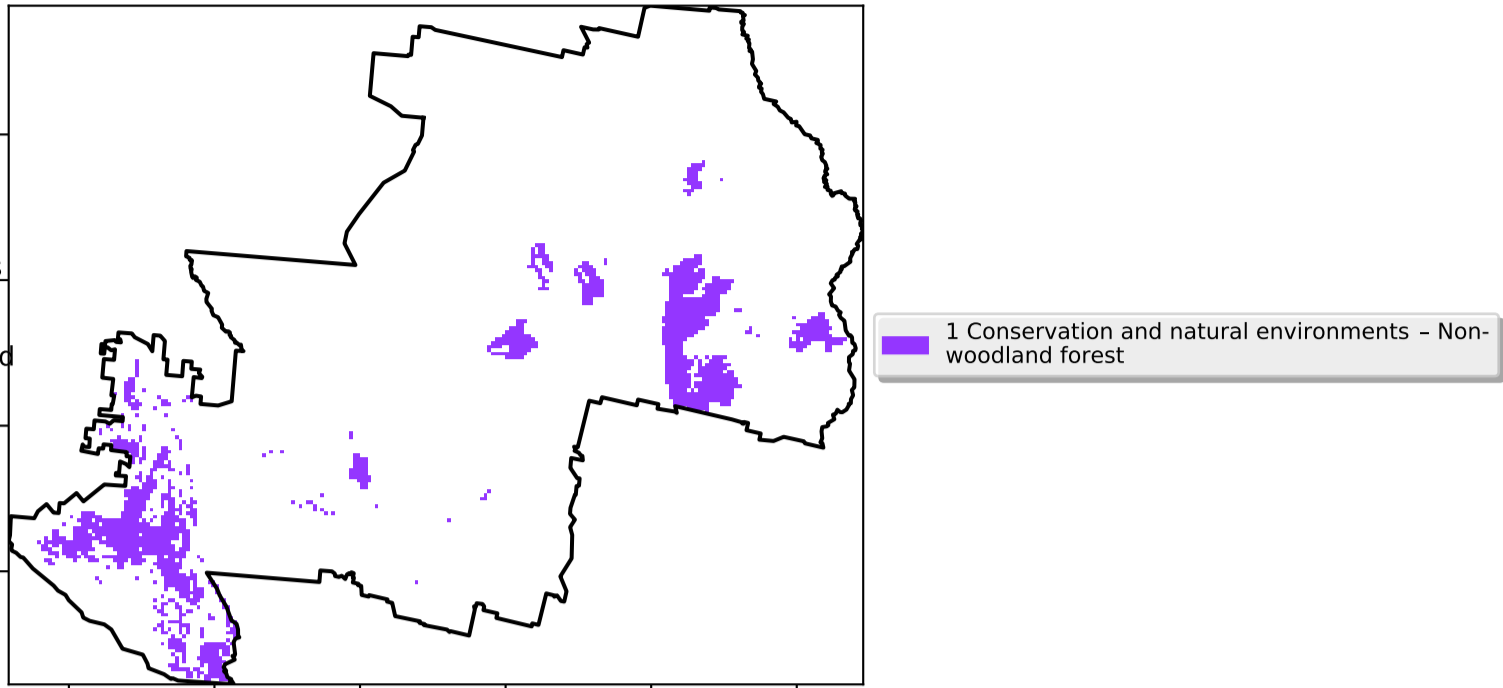 d
1 Conservation and natural environments – Non-
woodland forest